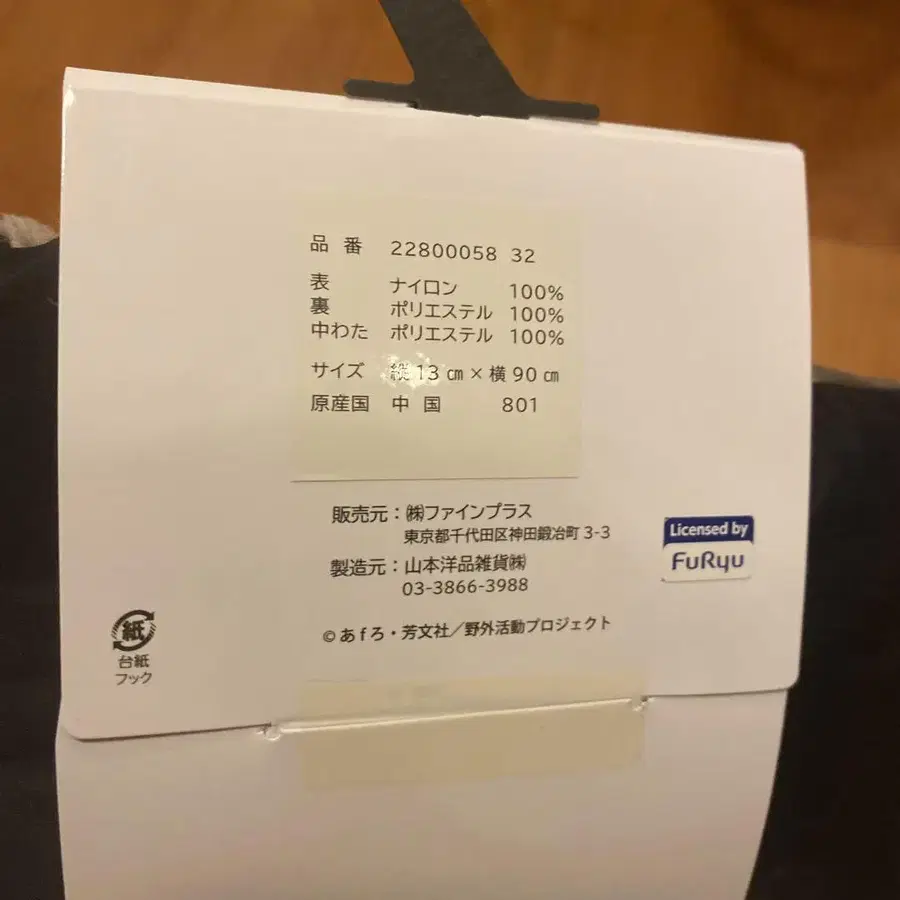 品番 22800058 32
表 ナイロン 100%
裏 ポリエステル 100%
中わた ポリエステル 100%
サイズ 縦13㎝×横90㎝
原産国 中国 801
販売元：㈱ファインプラス
東京都千代田区神田鍛冶町3-3
製造元：山本洋品雑貨㈱
03-3866-3988
©あfろ・芳文社／野外活動プロジェクト
Licensed by
FuRyu
紙
台紙
フック